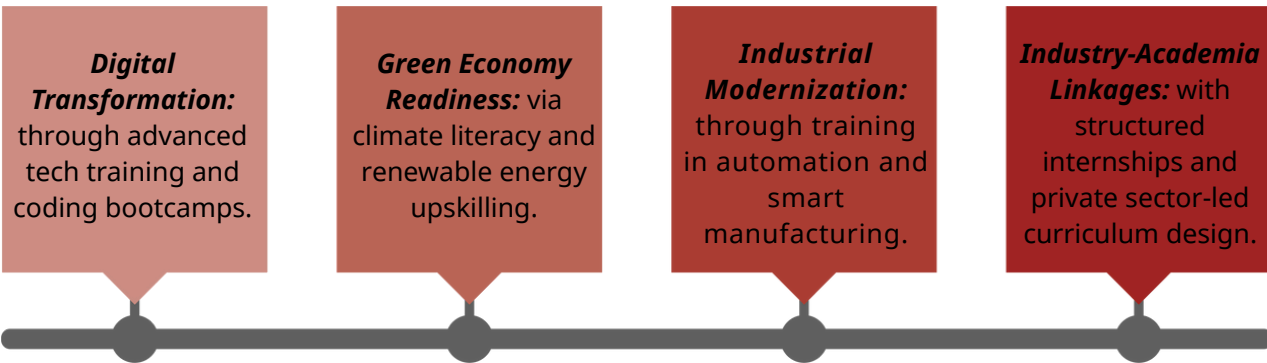 Digital
Transformation:
through advanced
tech training and
coding bootcamps.
Green Economy
Readiness: via
climate literacy and
renewable energy
upskilling.
Industrial
Modernization:
through training
in automation and
smart
manufacturing.
Industry-Academia
Linkages: with
structured
internships and
private sector-led
curriculum design.